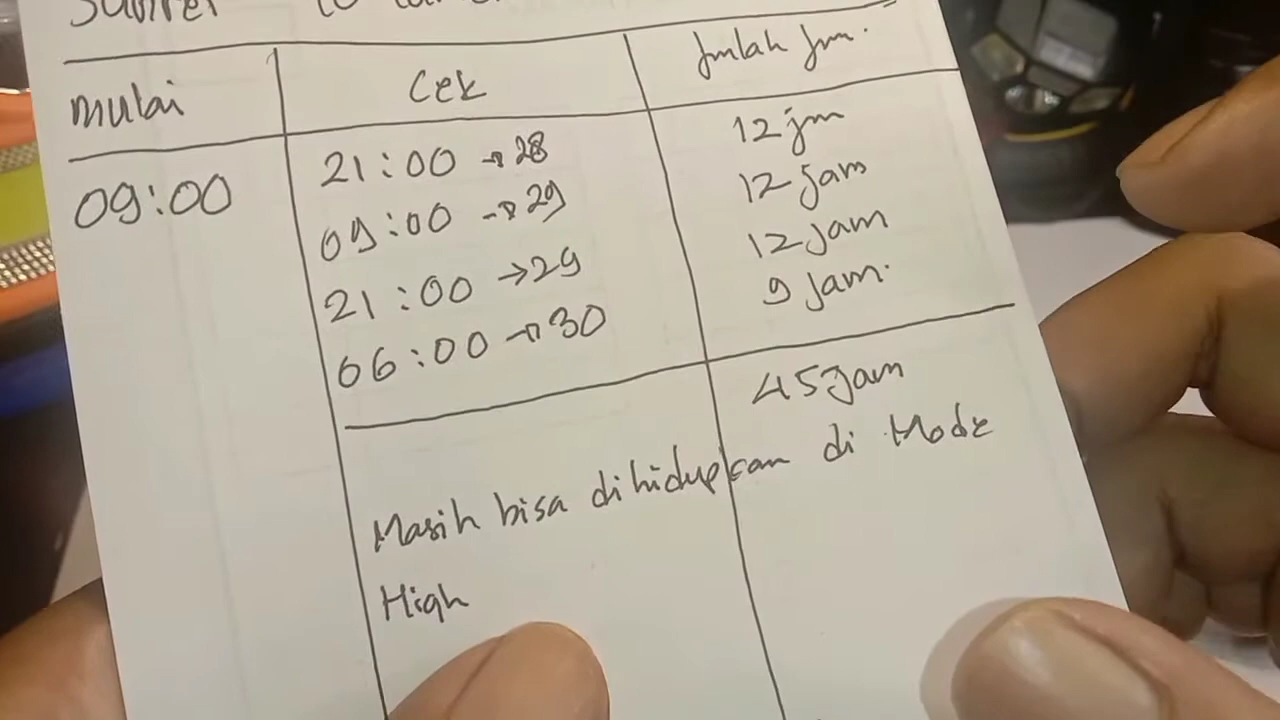 mulai Cek Jmlah Jm.
09:00 21:00 → 28 12 jm
09:00 → 29 12 jam
21:00 → 29 12 jam
06:00 → 30 9 jam.
45 Jam
Masih bisa dihidupkan di Mode
High